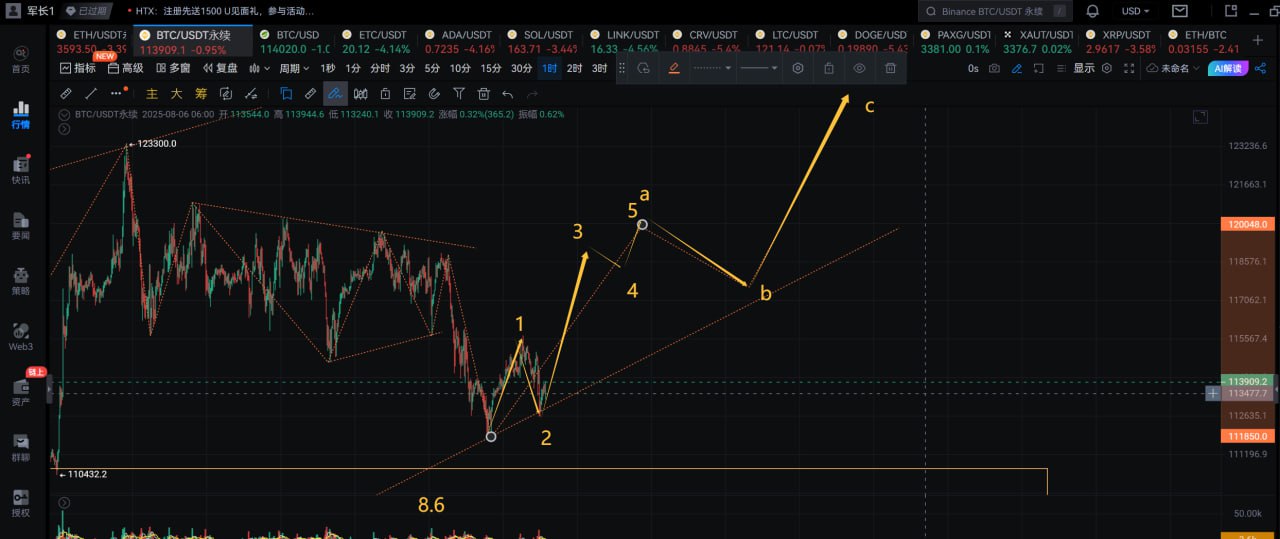 军长1 已过期 HTX：注册先送1500 U见面礼，参与活动... Binance BTC/USDT 永续 / USD
首页
行情
快讯
要闻
策略
Web3
链上
资产
群聊
授权
ETH/USDT 3593.50 -3.39
BTC/USDT永续 113909.1 -0.95%
BTC/USD 114020.0 -1.0
ETC/USDT 20.12 -4.14%
ADA/USDT 0.7235 -4.16%
SOL/USDT 163.71 -3.44%
LINK/USDT 16.33 -4.56%
CRV/USDT 0.8845 -5.4%
LTC/USDT 121.14 -0.07%
DOGE/USDT 0.19890 -5.43
PAXG/USDT 3381.00 0.1%
XAUT/USDT 3376.7 0.02%
XRP/USDT 2.9617 -3.58%
ETH/BTC 0.03155 -2.41
NEW
指标 高级 多窗 复盘 周期 1秒 1分 分时 3分 5分 10分 15分 30分 1时 2时 3时 0s 显示 未命名 AI解读
主 大 筹
BTC/USDT永续 2025-08-06 06:00 开 113544.0 高 113944.6 低 113240.1 收 113909.2 涨幅 0.32%(365.2) 振幅 0.62%
c
123300.0
a
5
3
4
b
1
2
110432.2
8.6
123236.6
121663.1
120048.0
118576.5
117062.1
115567.4
113909.2
113477.7
112635.1
111850.0
111196.9
50.00k